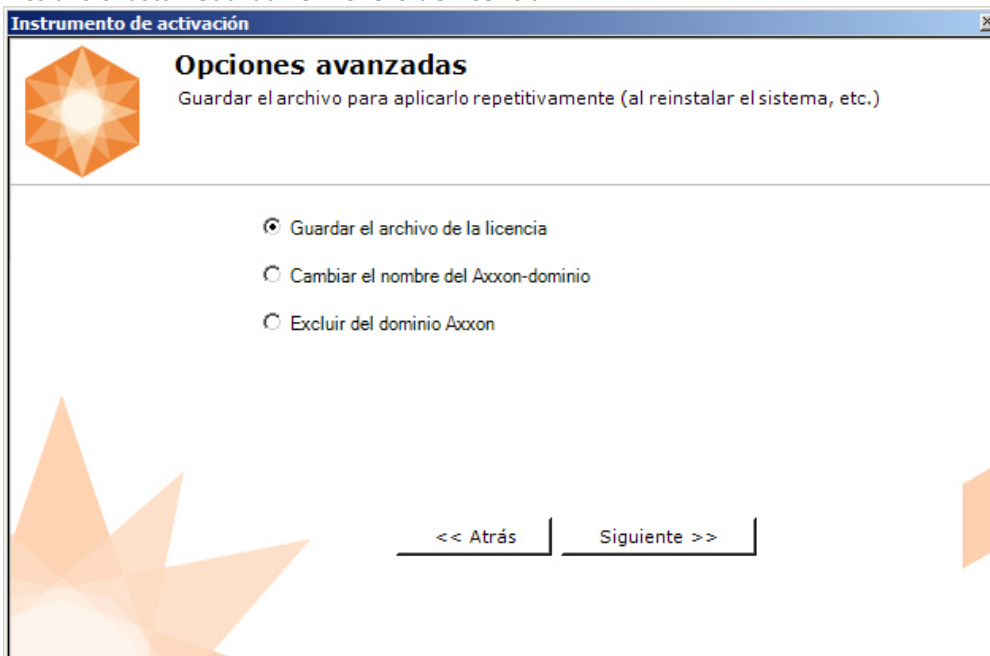 Instrumento de activación
Opciones avanzadas
Guardar el archivo para aplicarlo repetitivamente (al reinstalar el sistema, etc.)
Guardar el archivo de la licencia
Cambiar el nombre del Axxon-dominio
Excluir del dominio Axxon
<< Atrás
Siguiente >>